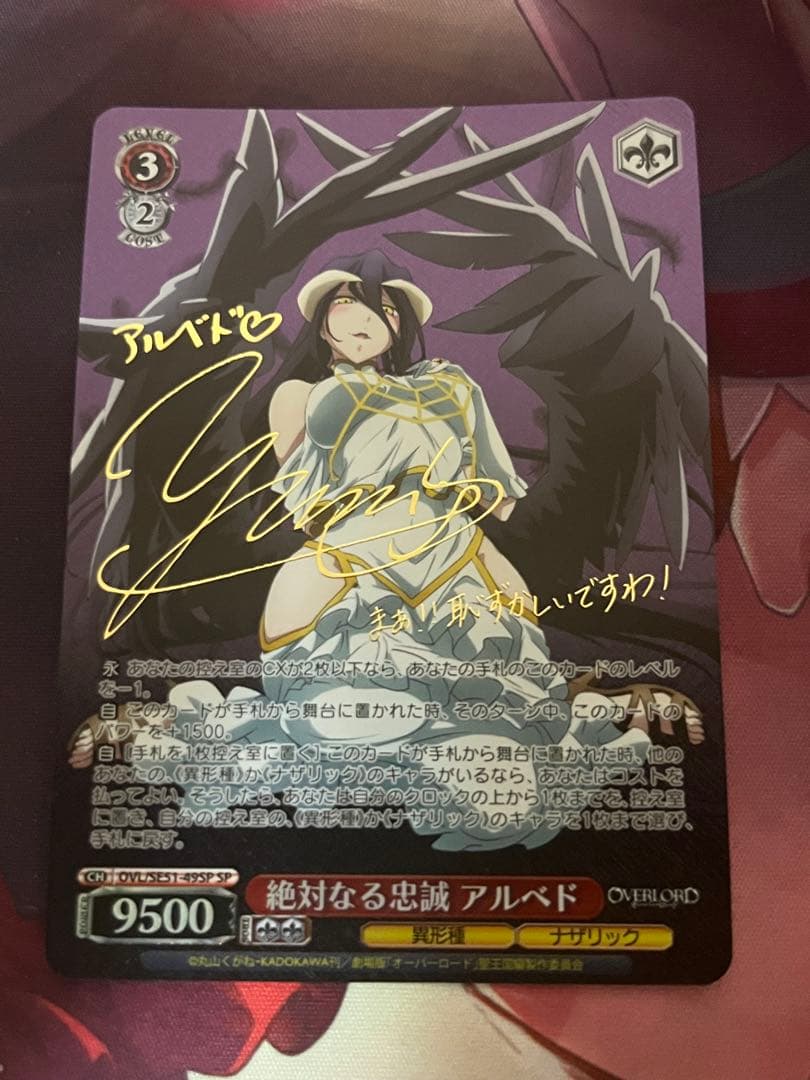 LEVEL
3
2
COST
アルベド♡
まぁ!! 恥ずかしいですわ!
永 あなたの控え室のCXが2枚以下なら、あなたの手札のこのカードのレベル
を−1。
自 このカードが手札から舞台に置かれた時、そのターン中、このカードの
パワーを+1500。
自 [手札を1枚控え室に置く] このカードが手札から舞台に置かれた時、他の
あなたの、《異形種》か《ナザリック》のキャラがいるなら、あなたはコストを
払ってよい。そうしたら、あなたは自分のクロックの上から1枚までを、控え室
に置き、自分の控え室の、《異形種》か《ナザリック》のキャラを1枚まで選び、
手札に戻す。
CH OVL/SE51-49SP SP
POWER 9500
絶対なる忠誠 アルベド
OVERLORD
異形種 ナザリック
©丸山くがね・KADOKAWA刊/劇場版「オーバーロード」聖王国編製作委員会